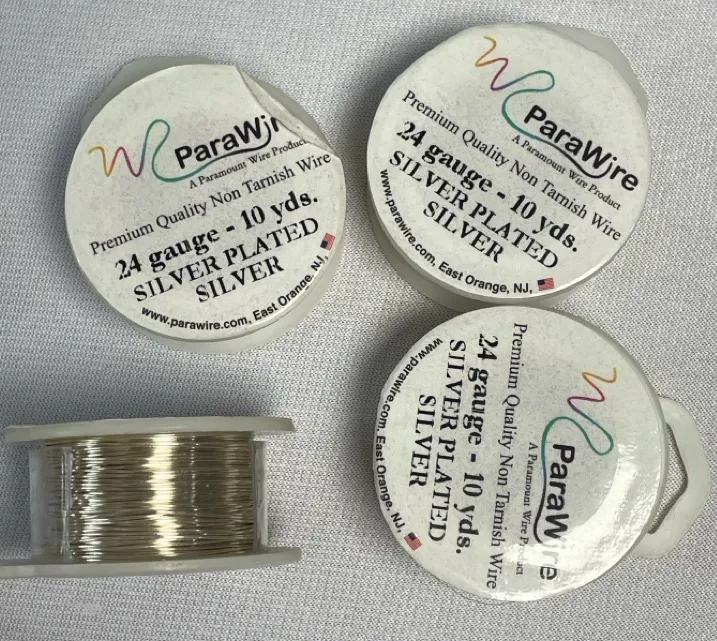 ParaWir
A Paramount Wire Product
Premium Quality Non Tarnish Wire
24 gauge - 10 yds.
SILVER PLATED
SILVER
www.parawire.com, East Orange, NJ,
ParaWire
A Paramount Wire Product
Premium Quality Non Tarnish Wire
24 gauge - 10 yds.
SILVER PLATED
SILVER
www.parawire.com, East Orange, NJ,
ParaWire
A Paramount Wire Product
Premium Quality Non Tarnish Wire
24 gauge - 10 yds.
SILVER PLATED
SILVER
www.parawire.com, East Orange, NJ,